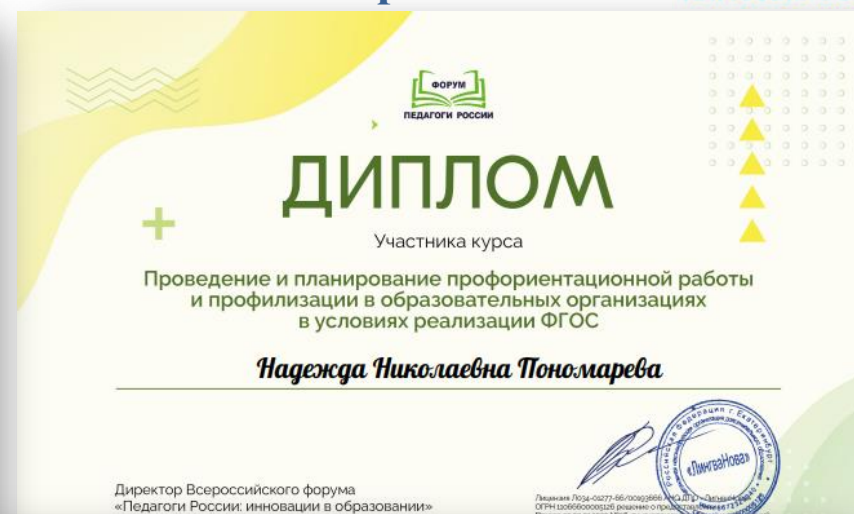 ФОРУМ
ПЕДАГОГИ РОССИИ
ДИПЛОМ
Участника курса
Проведение и планирование профориентационной работы
и профилизации в образовательных организациях
в условиях реализации ФГОС
Надежда Николаевна Пономарева
«ЛингваНова»
Директор Всероссийского форума
«Педагоги России: инновации в образовании»